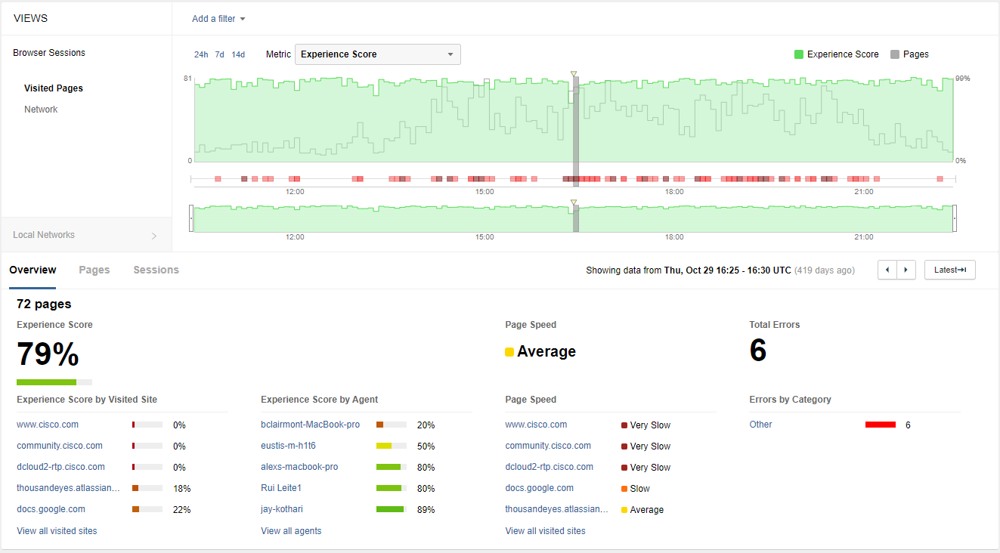 VIEWS
Add a filter
Browser Sessions
24h 7d 14d Metric Experience Score Experience Score Pages
81 99%
Visited Pages
Network
0 0%
12:00 15:00 18:00 21:00
Local Networks
12:00 15:00 18:00 21:00
Overview Pages Sessions Showing data from Thu, Oct 29 16:25 - 16:30 UTC (419 days ago) Latest
72 pages
Experience Score Page Speed Total Errors
79% Average 6
Experience Score by Visited Site Experience Score by Agent Page Speed Errors by Category
www.cisco.com 0% bclairmont-MacBook-pro 20% www.cisco.com Very Slow Other 6
community.cisco.com 0% eustis-m-h1t6 50% community.cisco.com Very Slow
dcloud2-rtp.cisco.com 0% alexs-macbook-pro 80% dcloud2-rtp.cisco.com Very Slow
thousandeyes.atlassian... 18% Rui Leite1 80% docs.google.com Slow
docs.google.com 22% jay-kothari 89% thousandeyes.atlassian... Average
View all visited sites View all agents View all visited sites